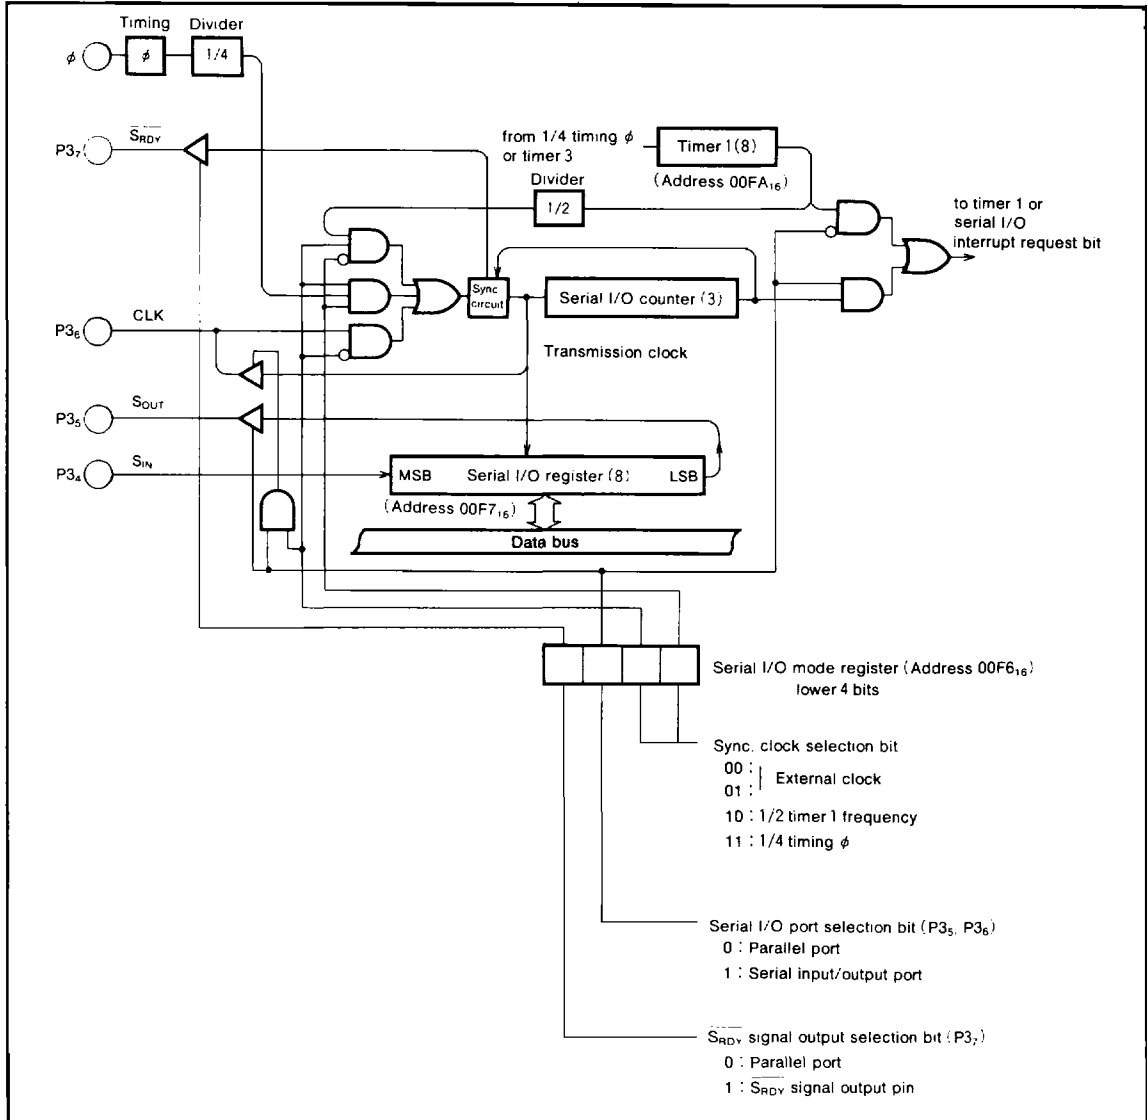 Timing Divider
ϕ ϕ 1/4
P3₇ S̅R̅D̅Y̅
from 1/4 timing ϕ
or timer 3
Timer 1(8)
(Address 00FA₁₆)
Divider
1/2
to timer 1 or
serial I/O
interrupt request bit
Sync
circuit
Serial I/O counter (3)
P3₆ CLK
Transmission clock
P3₅ SOUT
P3₄ SIN
MSB Serial I/O register (8) LSB
(Address 00F7₁₆)
Data bus
Serial I/O mode register (Address 00F6₁₆)
lower 4 bits
Sync. clock selection bit
00 :
01 :
External clock
10 : 1/2 timer 1 frequency
11 : 1/4 timing ϕ
Serial I/O port selection bit (P3₅, P3₆)
0 : Parallel port
1 : Serial input/output port
S̅R̅D̅Y̅ signal output selection bit (P3₇)
0 : Parallel port
1 : S̅R̅D̅Y̅ signal output pin